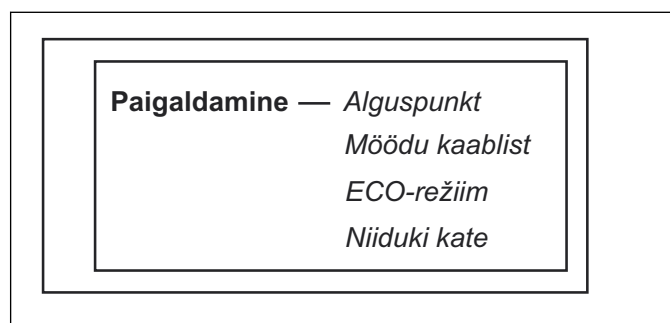 Paigaldamine — Alguspunkt
Möödu kaablist
ECO-režiim
Niiduki kate